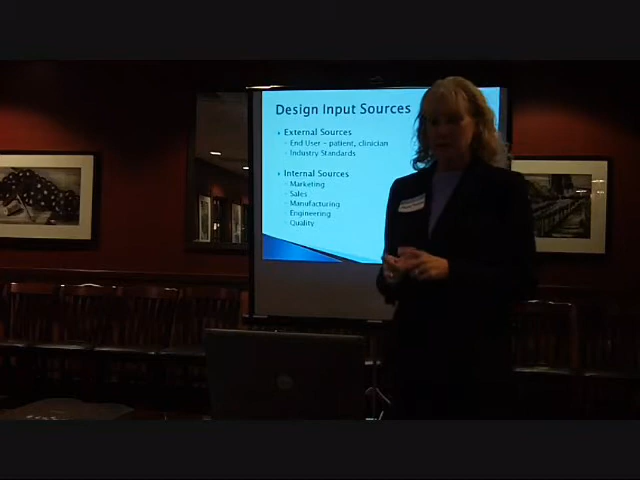 Design Input Sources
External Sources
End User – patient, clinician
Industry Standards
Internal Sources
Marketing
Sales
Manufacturing
Engineering
Quality